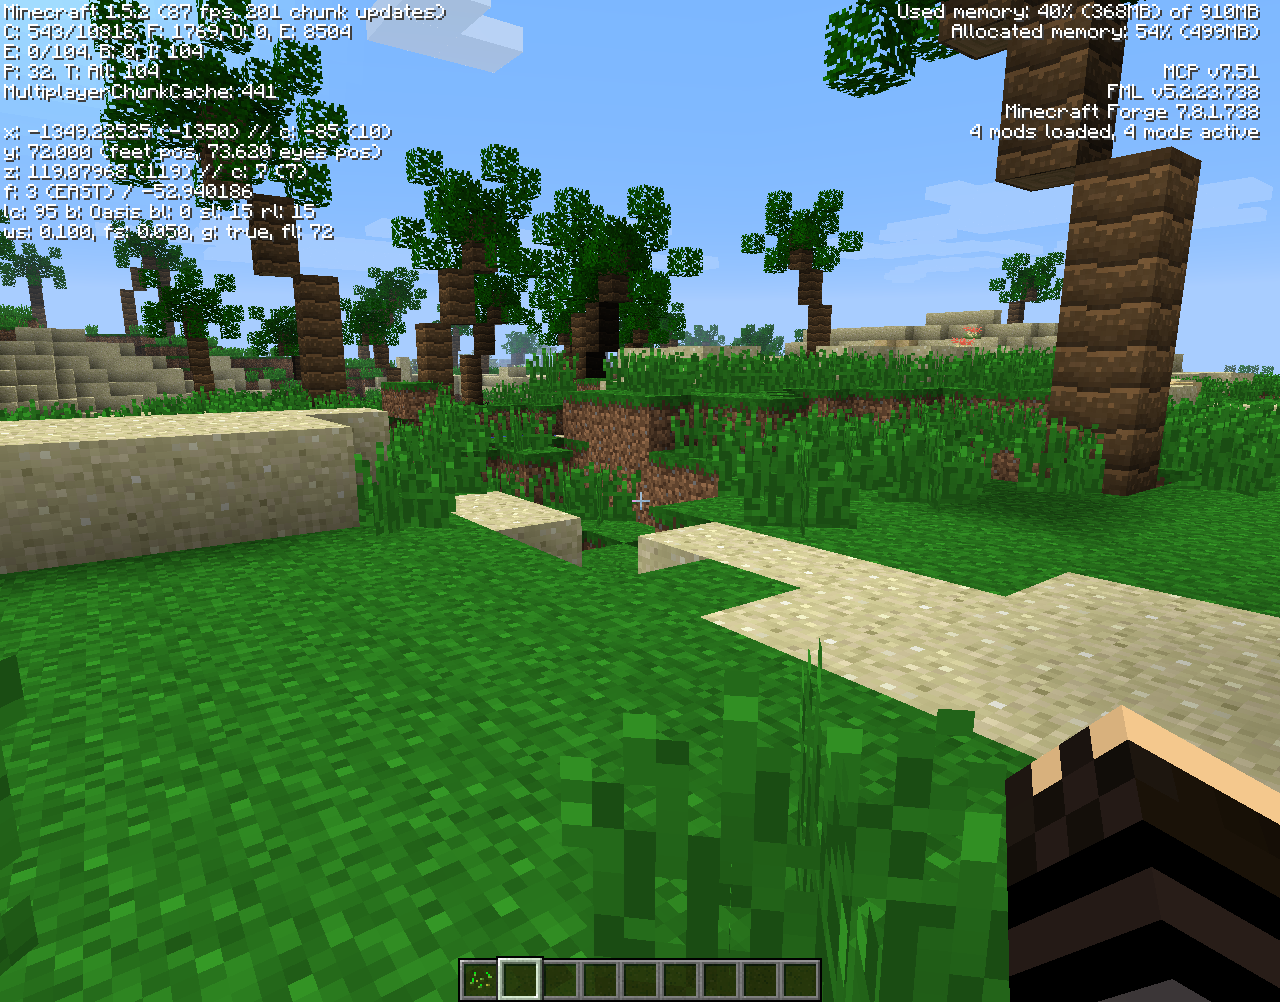 Minecraft 1.5.2 (37 fps, 201 chunk updates)
C: 543/10816, F: 1769, O: 0, E: 8504
E: 0/104, B: 0, I: 104
P: 32, T: All: 104
MultiplayerChunkCache: 441
x: -1349.22525 (-1350) // c: -85 (10)
y: 72.000 (feet pos, 73.620 eyes pos)
z: 119.07968 (119) // c: 7 (7)
f: 3 (EAST) / -52.940186
lc: 95 b: Oasis bl: 0 sl: 15 rl: 15
ws: 0.100, fs: 0.050, g: true, fl: 72
Used memory: 40% (368MB) of 910MB
Allocated memory: 54% (499MB)
MCP v7.51
FML v5.2.23.738
Minecraft Forge 7.8.1.738
4 mods loaded, 4 mods active